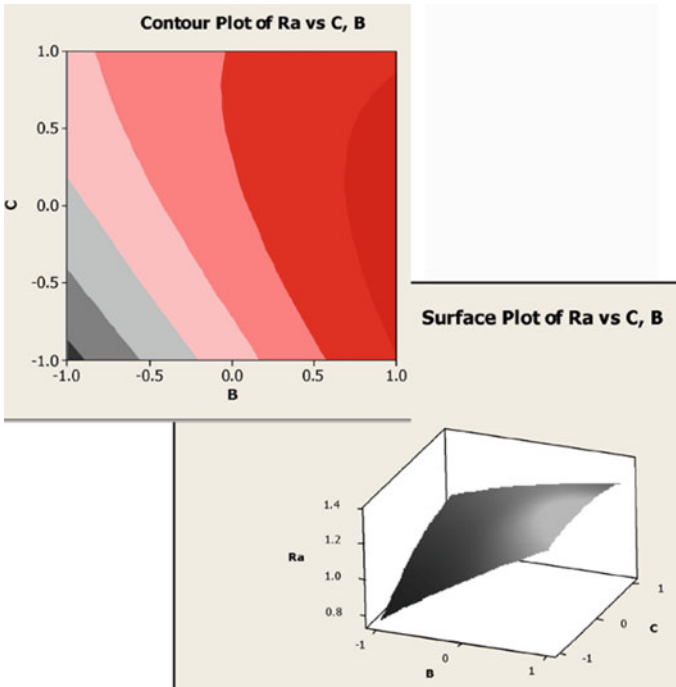 Contour Plot of Ra vs C, B
1.0
0.5
0.0
-0.5
-1.0
C
-1.0 -0.5 0.0 0.5 1.0
B
Surface Plot of Ra vs C, B
1.4
1.2
1.0
0.8
Ra
-1 0 1
B
-1 0 1
C